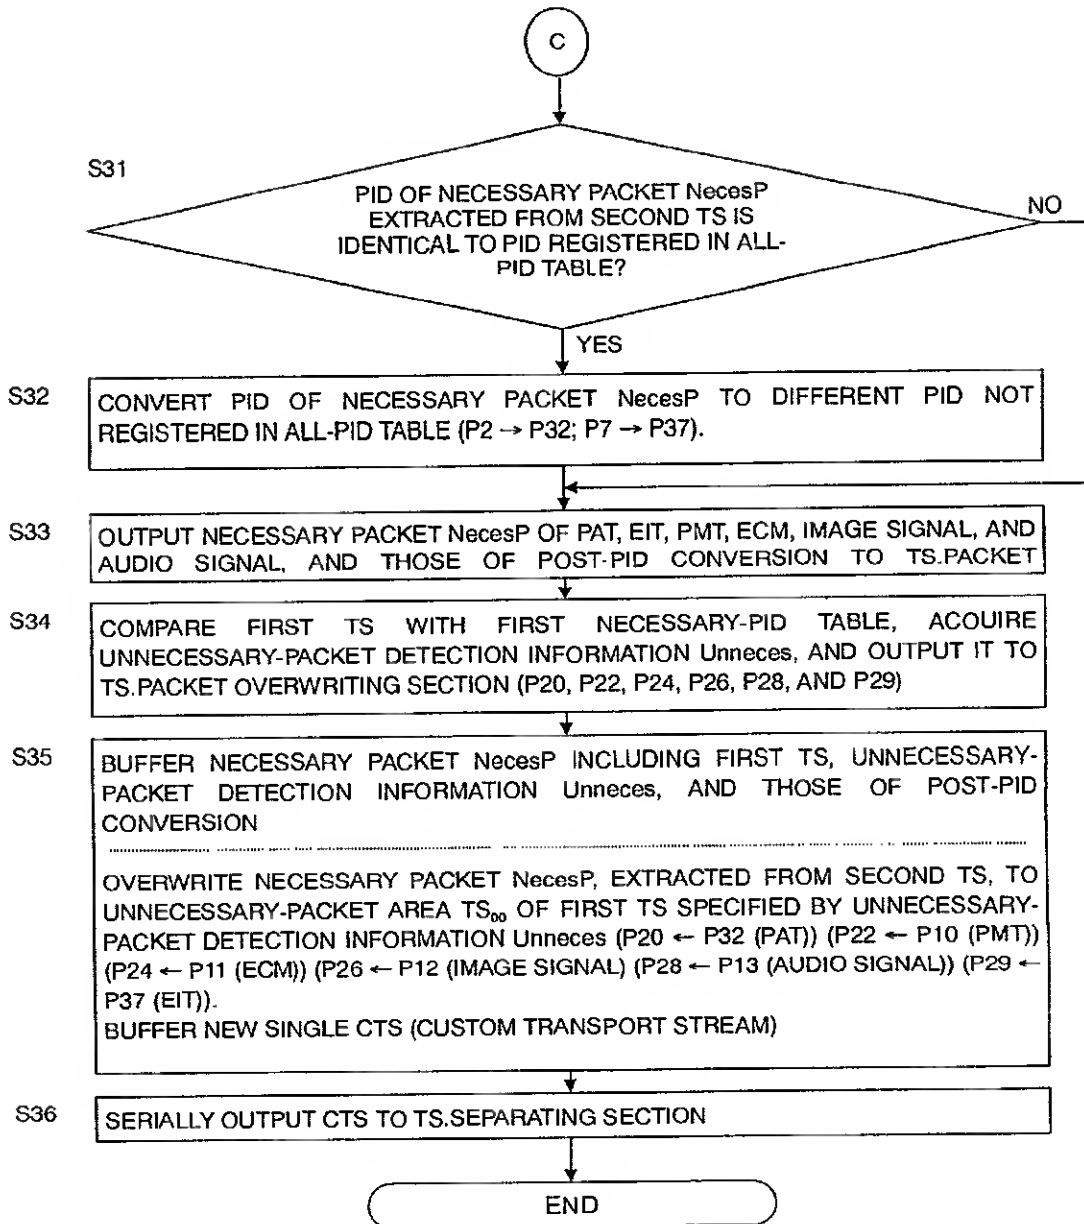 C
S31
PID OF NECESSARY PACKET NecesP
EXTRACTED FROM SECOND TS IS
IDENTICAL TO PID REGISTERED IN ALL-
PID TABLE?
NO
YES
S32
CONVERT PID OF NECESSARY PACKET NecesP TO DIFFERENT PID NOT
REGISTERED IN ALL-PID TABLE (P2 → P32; P7 → P37).
S33
OUTPUT NECESSARY PACKET NecesP OF PAT, EIT, PMT, ECM, IMAGE SIGNAL, AND
AUDIO SIGNAL, AND THOSE OF POST-PID CONVERSION TO TS.PACKET
S34
COMPARE FIRST TS WITH FIRST NECESSARY-PID TABLE, ACOUIRE
UNNECESSARY-PACKET DETECTION INFORMATION Unneces, AND OUTPUT IT TO
TS.PACKET OVERWRITING SECTION (P20, P22, P24, P26, P28, AND P29)
S35
BUFFER NECESSARY PACKET NecesP INCLUDING FIRST TS, UNNECESSARY-
PACKET DETECTION INFORMATION Unneces, AND THOSE OF POST-PID
CONVERSION
OVERWRITE NECESSARY PACKET NecesP, EXTRACTED FROM SECOND TS, TO
UNNECESSARY-PACKET AREA TS₀₀ OF FIRST TS SPECIFIED BY UNNECESSARY-
PACKET DETECTION INFORMATION Unneces (P20 ← P32 (PAT)) (P22 ← P10 (PMT))
(P24 ← P11 (ECM)) (P26 ← P12 (IMAGE SIGNAL) (P28 ← P13 (AUDIO SIGNAL)) (P29 ←
P37 (EIT)).
BUFFER NEW SINGLE CTS (CUSTOM TRANSPORT STREAM)
S36
SERIALLY OUTPUT CTS TO TS.SEPARATING SECTION
END